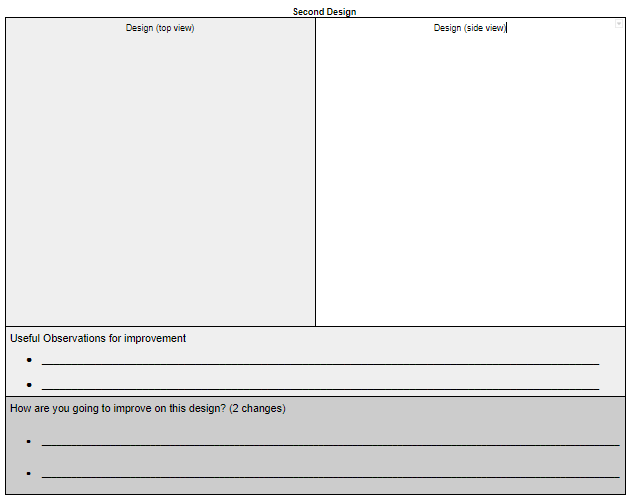 Second Design
Design (top view)
Design (side view)
Useful Observations for improvement
How are you going to improve on this design? (2 changes)